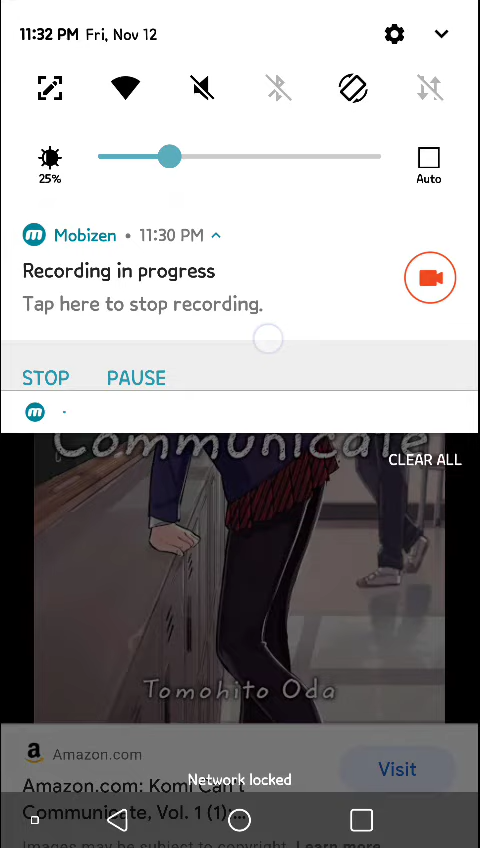 11:32 PM Fri, Nov 12
25%
Auto
Mobizen • 11:30 PM
Recording in progress
Tap here to stop recording.
STOP PAUSE
Communicate
CLEAR ALL
Tomohito Oda
a Amazon.com
Amazon.com: Komi Can't
Communicate, Vol. 1 (1):...
Visit
Network locked
Images may be subject to copyright. Learn more